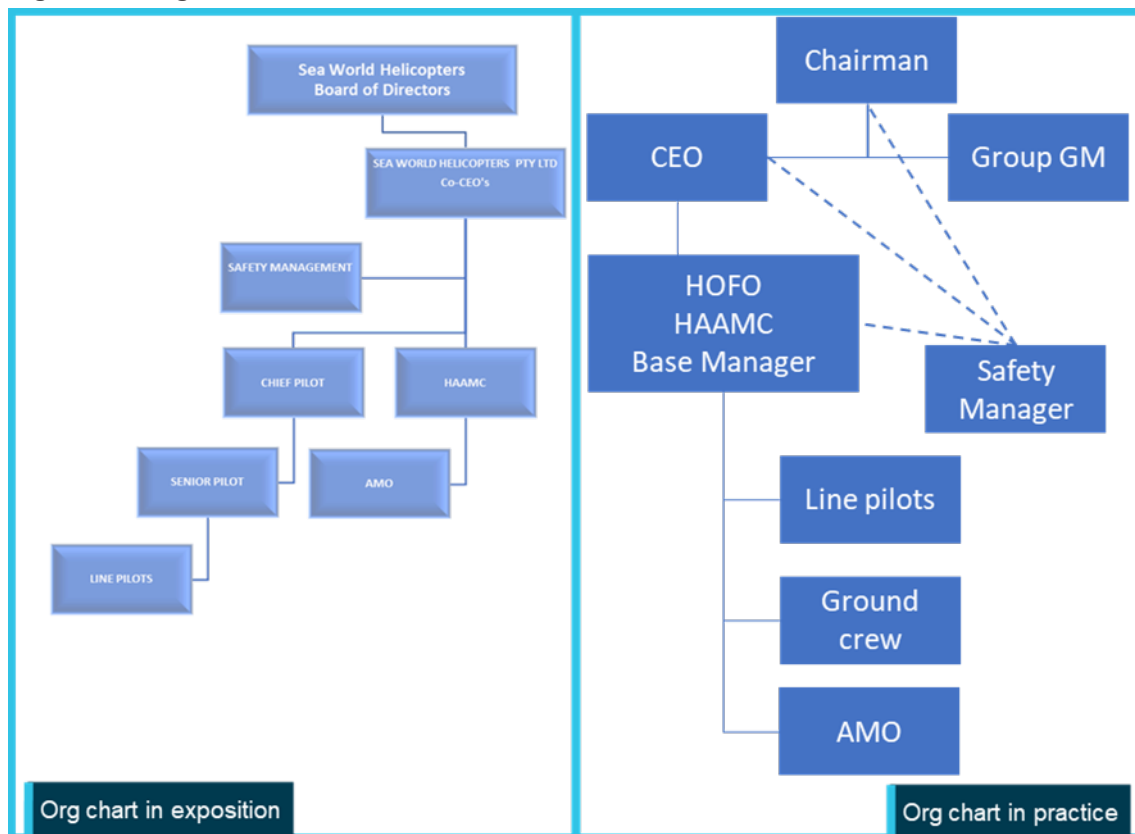 Sea World Helicopters
Board of Directors
SEA WORLD HELICOPTERS PTY LTD
Co-CEO's
SAFETY MANAGEMENT
CHIEF PILOT
HAAMC
SENIOR PILOT
AMO
LINE PILOTS
Org chart in exposition
Chairman
CEO
Group GM
HOFO
HAAMC
Base Manager
Safety
Manager
Line pilots
Ground
crew
AMO
Org chart in practice